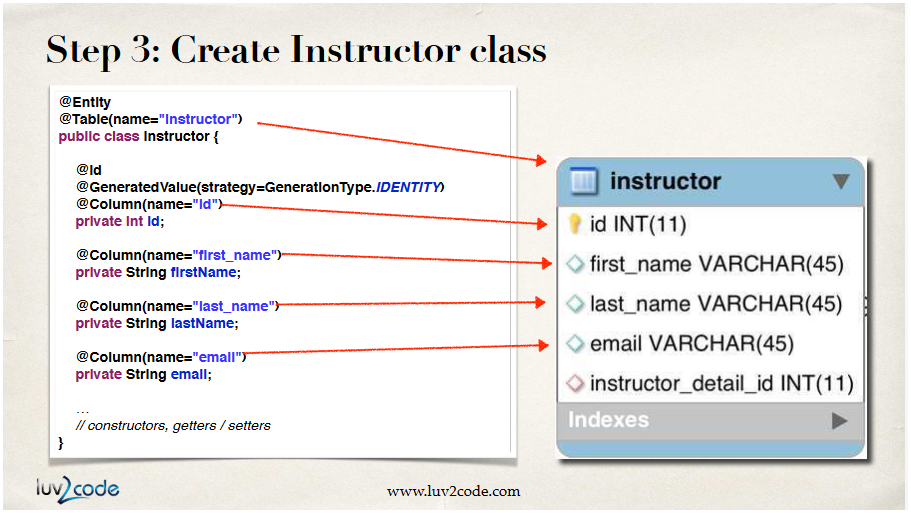 Step 3: Create Instructor class
@Entity
@Table(name="instructor")
public class Instructor {
@Id
@GeneratedValue(strategy=GenerationType.IDENTITY)
@Column(name="id")
private int id;
@Column(name="first_name")
private String firstName;
@Column(name="last_name")
private String lastName;
@Column(name="email")
private String email;
…
// constructors, getters / setters
}
instructor
id INT(11)
first_name VARCHAR(45)
last_name VARCHAR(45)
email VARCHAR(45)
instructor_detail_id INT(11)
Indexes
luv2code
www.luv2code.com